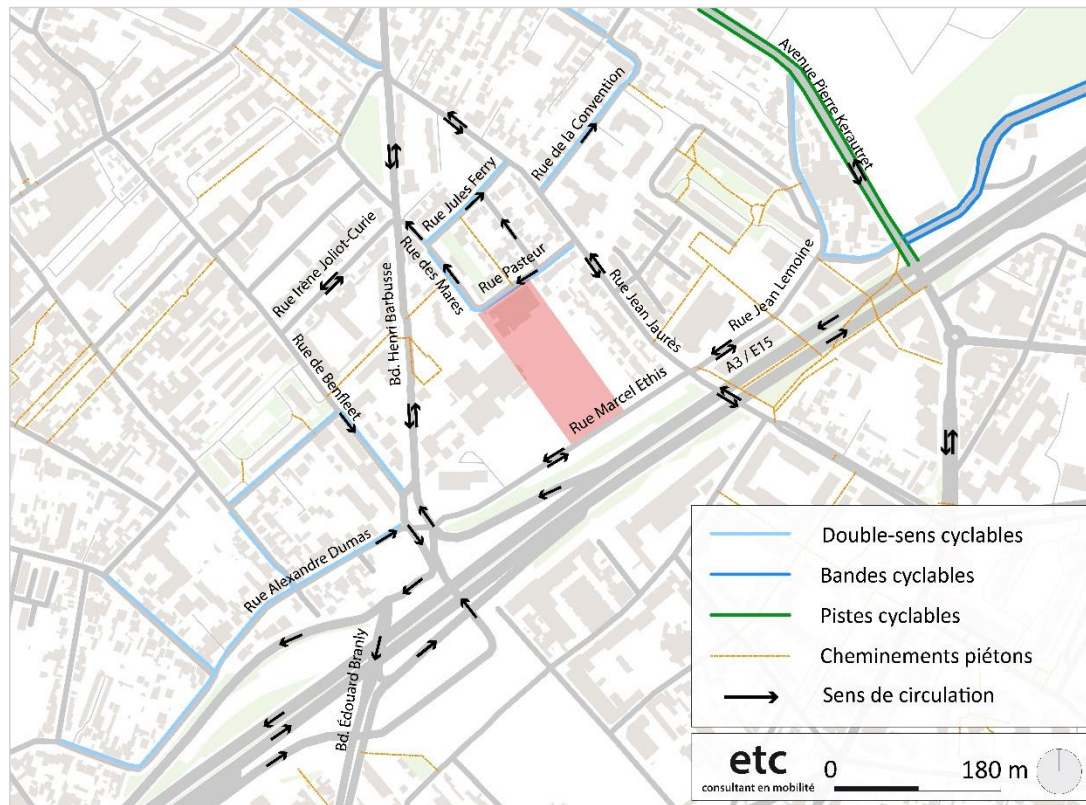 Avenue Pierre Kerautret
Rue de la Convention
Rue Jules Ferry
Rue Irène Joliot-Curie
Rue des Mares
Rue Pasteur
Rue Jean Jaurès
Rue Jean Lemoine
Bd. Henri Barbusse
A3 / E15
Rue de Benfleet
Rue Marcel Ethis
Rue Alexandre Dumas
Bd. Édouard Branly
Double-sens cyclables
Bandes cyclables
Pistes cyclables
Cheminements piétons
Sens de circulation
etc
consultant en mobilité
0 180 m